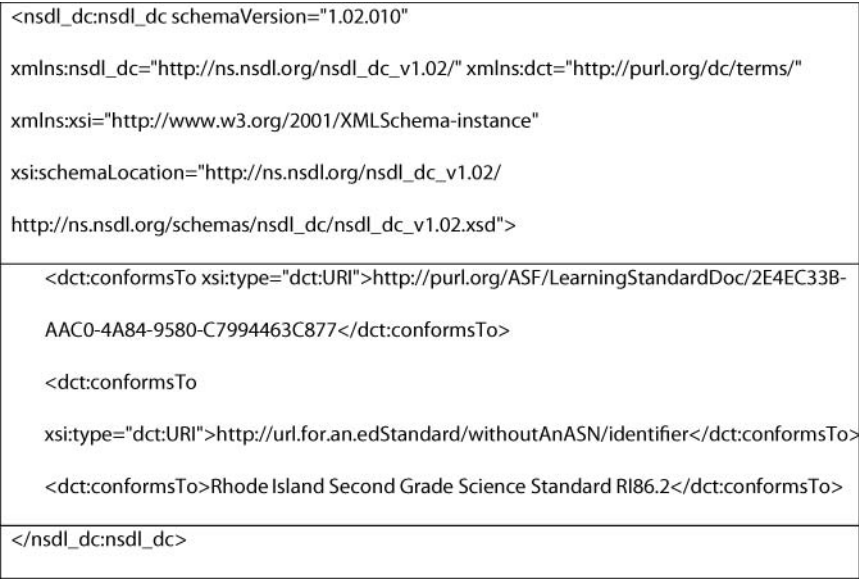 <nsdl_dc:nsdl_dc schemaVersion="1.02.010"
xmlns:nsdl_dc="http://ns.nsdl.org/nsdl_dc_v1.02/" xmlns:dct="http://purl.org/dc/terms/"
xmlns:xsi="http://www.w3.org/2001/XMLSchema-instance"
xsi:schemaLocation="http://ns.nsdl.org/nsdl_dc_v1.02/
http://ns.nsdl.org/schemas/nsdl_dc/nsdl_dc_v1.02.xsd">
<dct:conformsTo xsi:type="dct:URI">http://purl.org/ASF/LearningStandardDoc/2E4EC33B-
AAC0-4A84-9580-C7994463C877</dct:conformsTo>
<dct:conformsTo
xsi:type="dct:URI">http://url.for.an.edStandard/withoutAnASN/identifier</dct:conformsTo>
<dct:conformsTo>Rhode Island Second Grade Science Standard RI86.2</dct:conformsTo>
</nsdl_dc:nsdl_dc>